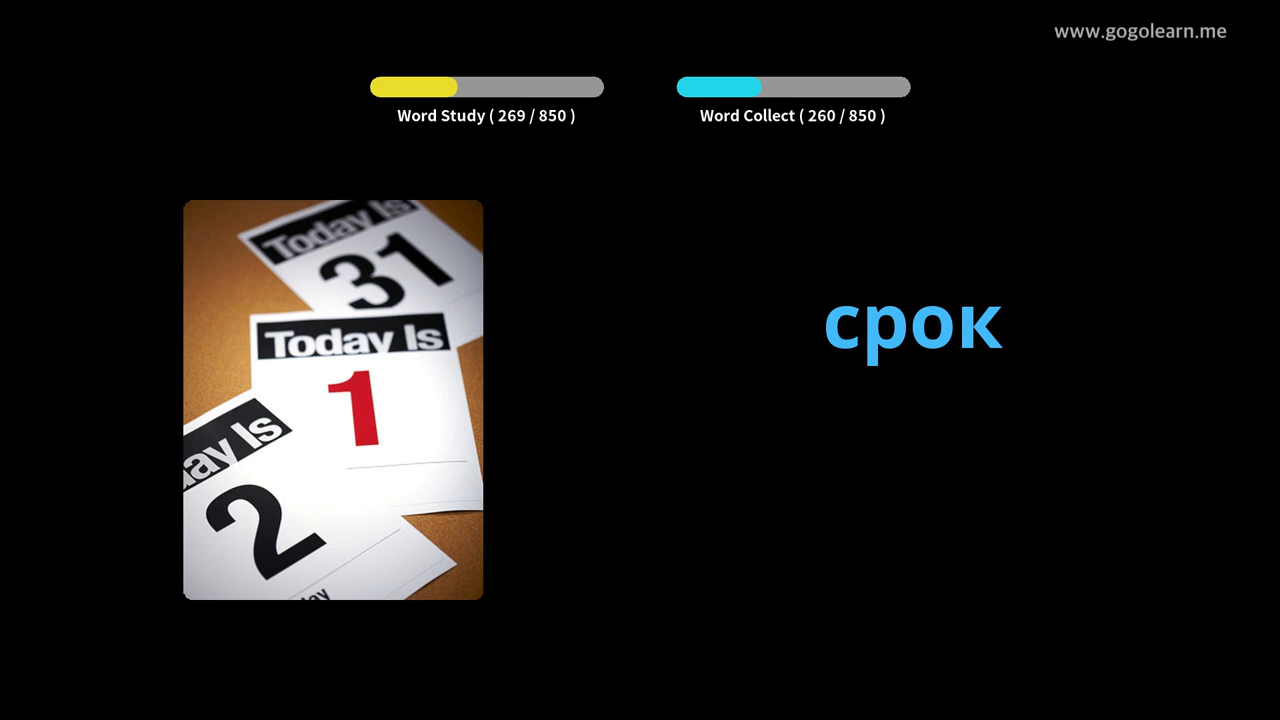 www.gogolearn.me
Word Study ( 269 / 850 )
Word Collect ( 260 / 850 )
Today Is
31
Today Is
1
ay Is
2
ay
срок